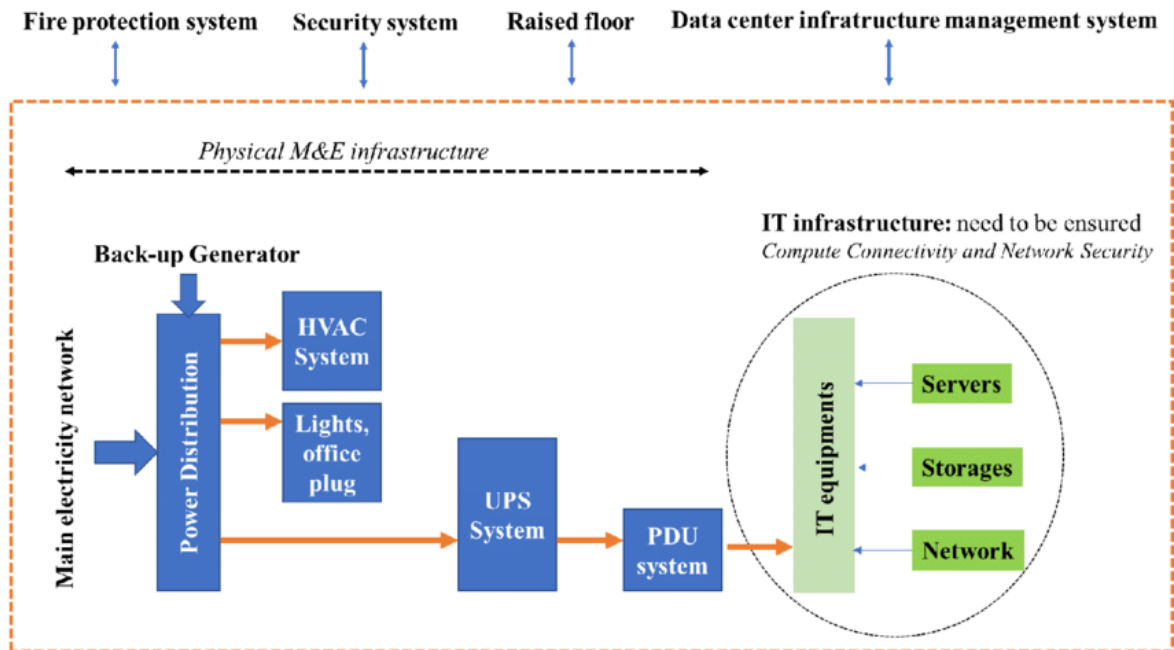 Fire protection system
Security system
Raised floor
Data center infratructure management system
Physical M&E infrastructure
IT infrastructure: need to be ensured
Compute Connectivity and Network Security
Back-up Generator
Main electricity network
Power Distribution
HVAC
System
Lights,
office
plug
UPS
System
PDU
system
IT equipments
Servers
Storages
Network